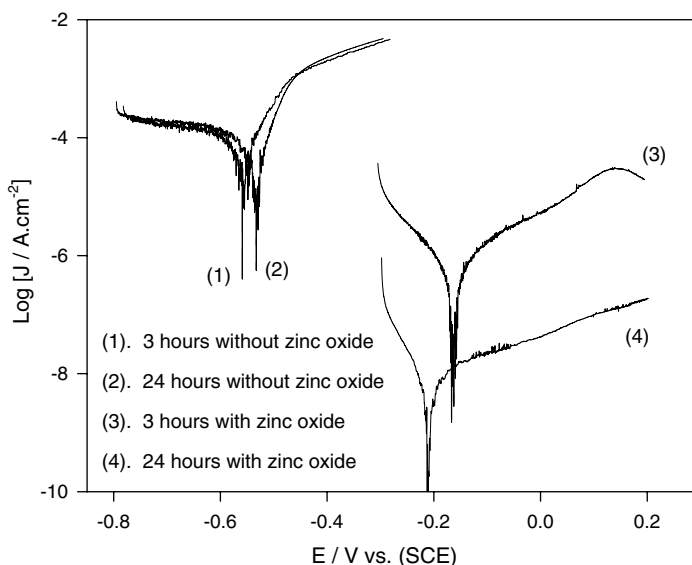 -2
-4
-6
-8
-10
Log [J / A.cm-2]
(1)
(2)
(3)
(4)
(1). 3 hours without zinc oxide
(2). 24 hours without zinc oxide
(3). 3 hours with zinc oxide
(4). 24 hours with zinc oxide
-0.8
-0.6
-0.4
-0.2
0.0
0.2
E / V vs. (SCE)